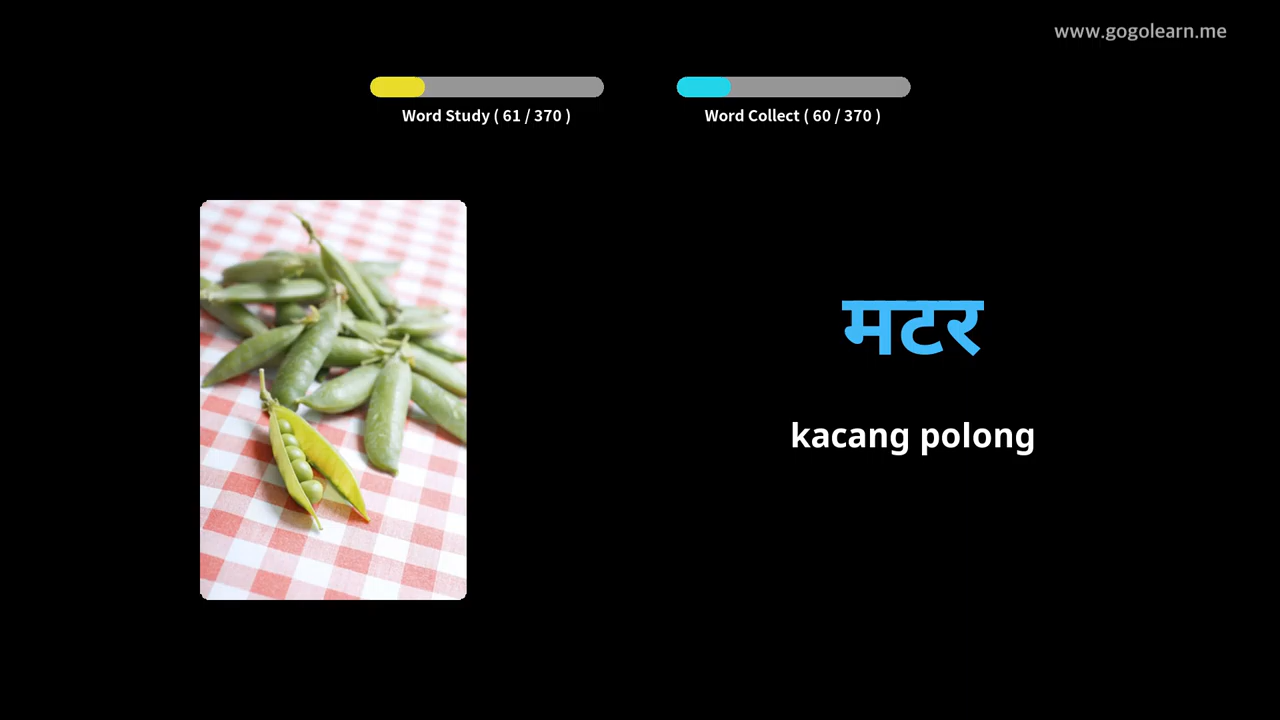 www.gogolearn.me
Word Study ( 61 / 370 )
Word Collect ( 60 / 370 )
मटर
kacang polong